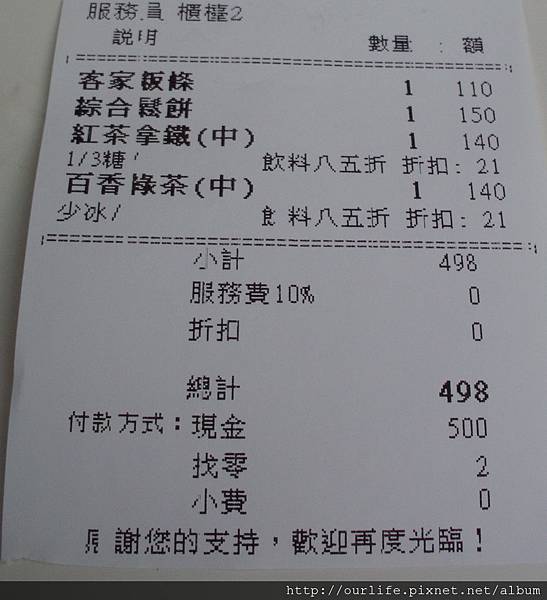 服務員 櫃檯2
說明 數量 : 額
客家粄條 1 110
綜合鬆餅 1 150
紅茶拿鐵(中) 1 140
1/3糖/ 飲料八五折 折扣: 21
百香綠茶(中) 1 140
少冰/ 飲料八五折 折扣: 21
小計 498
服務費10% 0
折扣 0
總計 498
付款方式：現金 500
找零 2
小費 0
謝您的支持，歡迎再度光臨！
http://ourlife.pixnet.net/album